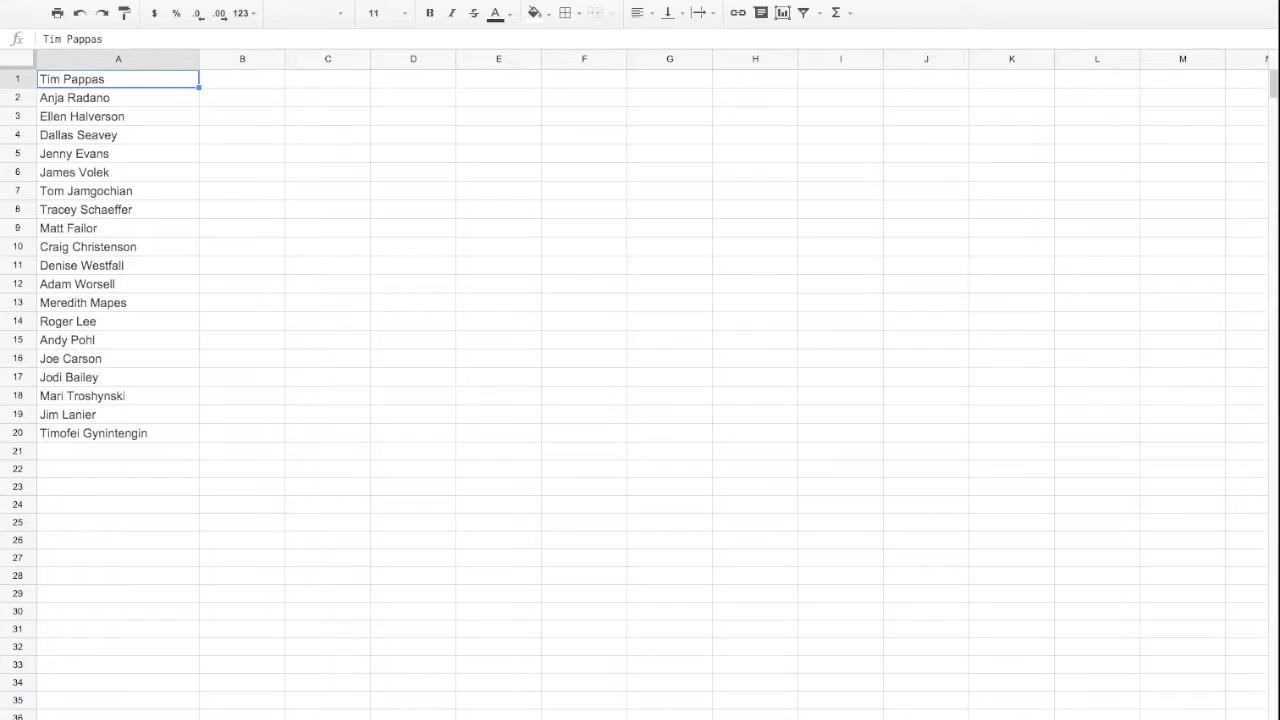 $ % .0 .00 123 11 B I S A Σ
fx Tim Pappas
A B C D E F G H I J K L M N
1 Tim Pappas
2 Anja Radano
3 Ellen Halverson
4 Dallas Seavey
5 Jenny Evans
6 James Volek
7 Tom Jamgochian
8 Tracey Schaeffer
9 Matt Failor
10 Craig Christenson
11 Denise Westfall
12 Adam Worsell
13 Meredith Mapes
14 Roger Lee
15 Andy Pohl
16 Joe Carson
17 Jodi Bailey
18 Mari Troshynski
19 Jim Lanier
20 Timofei Gynintengin
21
22
23
24
25
26
27
28
29
30
31
32
33
34
35
36